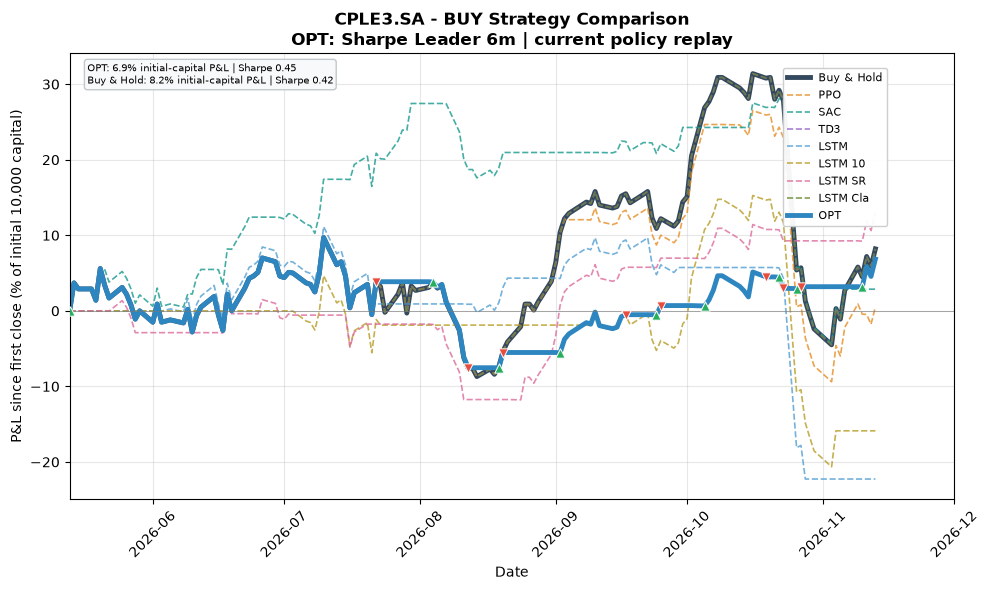 CPLE3.SA - BUY Strategy Comparison
OPT: Sharpe Leader 6m | current policy replay
OPT: 6.9% initial-capital P&L | Sharpe 0.45
Buy & Hold: 8.2% initial-capital P&L | Sharpe 0.42
Buy & Hold
PPO
SAC
TD3
LSTM
LSTM 10
LSTM SR
LSTM Cla
OPT
P&L since first close (% of initial 10,000 capital)
30
20
10
0
−10
−20
2026-06
2026-07
2026-08
2026-09
2026-10
2026-11
2026-12
Date